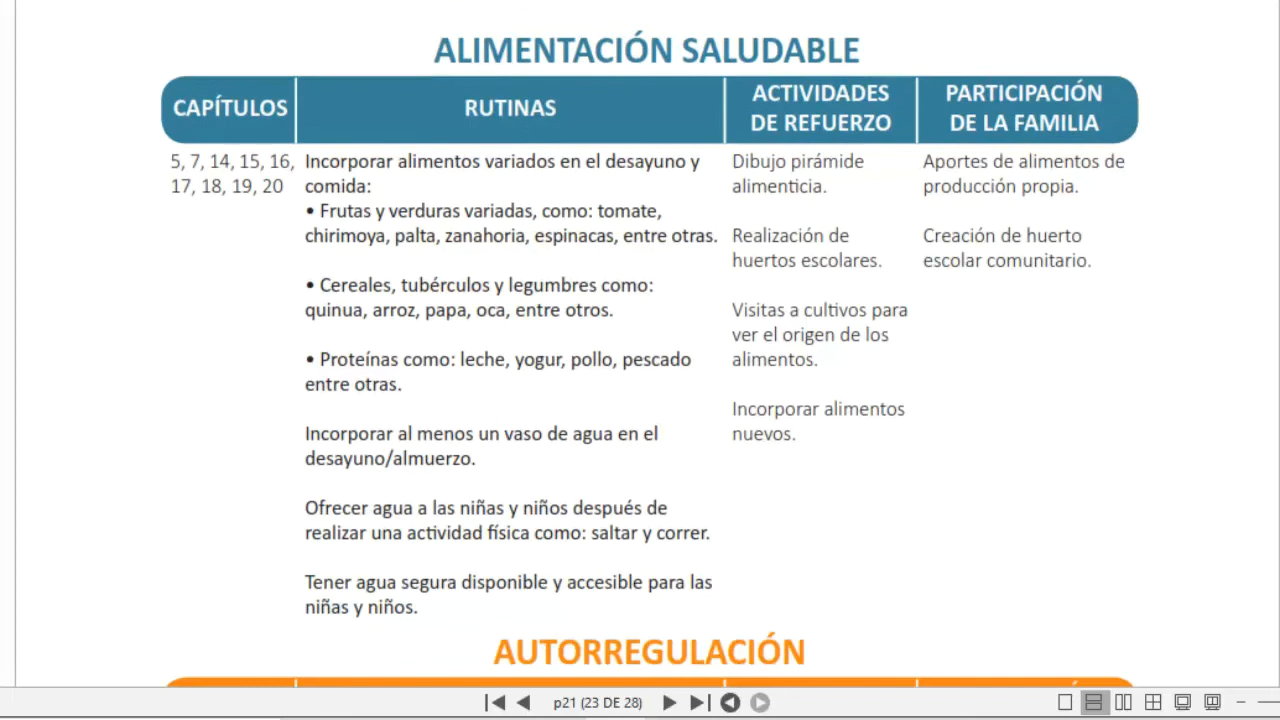 ALIMENTACIÓN SALUDABLE
CAPÍTULOS
RUTINAS
ACTIVIDADES
DE REFUERZO
PARTICIPACIÓN
DE LA FAMILIA
5, 7, 14, 15, 16,
17, 18, 19, 20
Incorporar alimentos variados en el desayuno y
comida:
• Frutas y verduras variadas, como: tomate,
chirimoya, palta, zanahoria, espinacas, entre otras.
• Cereales, tubérculos y legumbres como:
quinua, arroz, papa, oca, entre otros.
• Proteínas como: leche, yogur, pollo, pescado
entre otras.
Incorporar al menos un vaso de agua en el
desayuno/almuerzo.
Ofrecer agua a las niñas y niños después de
realizar una actividad física como: saltar y correr.
Tener agua segura disponible y accesible para las
niñas y niños.
Dibujo pirámide
alimenticia.
Realización de
huertos escolares.
Visitas a cultivos para
ver el origen de los
alimentos.
Incorporar alimentos
nuevos.
Aportes de alimentos de
producción propia.
Creación de huerto
escolar comunitario.
AUTORREGULACIÓN
p21 (23 DE 28)